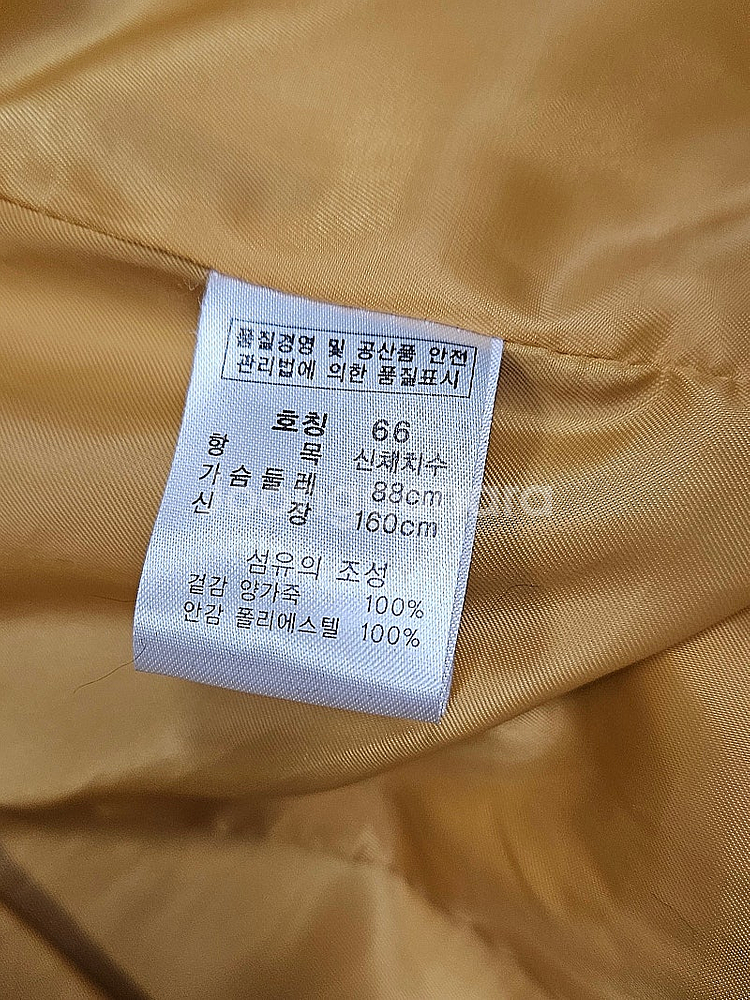 품질경영 및 공산품 안전
관리법에 의한 품질표시
호칭 66
항 목 신체치수
가슴둘레 88cm
신 장 160cm
섬유의 조성
겉감 양가죽 100%
안감 폴리에스텔 100%